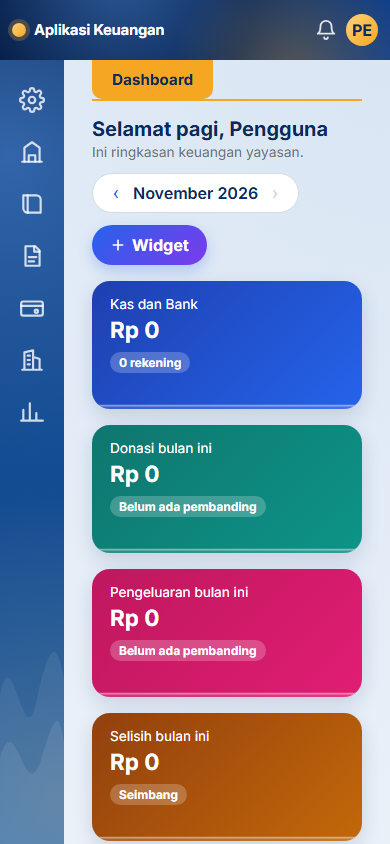 Aplikasi Keuangan
PE
Dashboard
Selamat pagi, Pengguna
Ini ringkasan keuangan yayasan.
‹ November 2026 ›
+ Widget
Kas dan Bank
Rp 0
0 rekening
Donasi bulan ini
Rp 0
Belum ada pembanding
Pengeluaran bulan ini
Rp 0
Belum ada pembanding
Selisih bulan ini
Rp 0
Seimbang